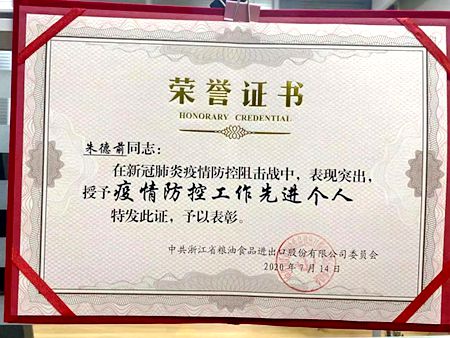 荣誉证书
HONORARY CREDENTIAL
朱德前同志：
在新冠肺炎疫情防控阻击战中，表现突出，
授予疫情防控工作先进个人
特发此证，予以表彰。
中共浙江省粮油食品进出口股份有限公司委员会
2020年7月14日